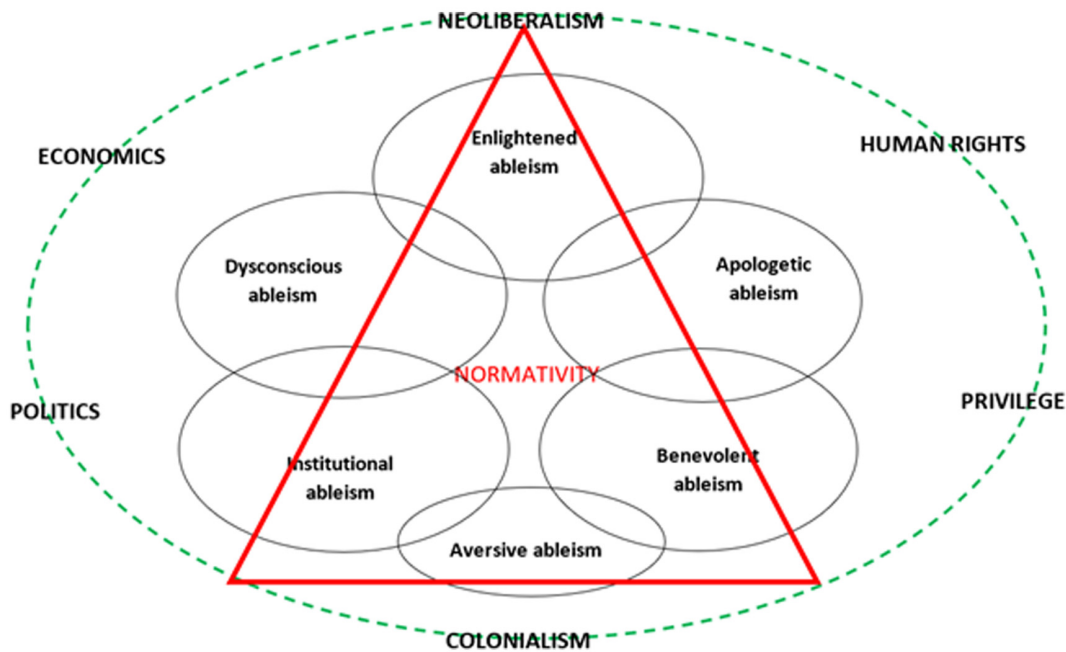 NEOLIBERALISM
Enlightened
ableism
ECONOMICS
HUMAN RIGHTS
Dysconscious
ableism
Apologetic
ableism
NORMATIVITY
POLITICS
PRIVILEGE
Institutional
ableism
Benevolent
ableism
Aversive ableism
COLONIALISM